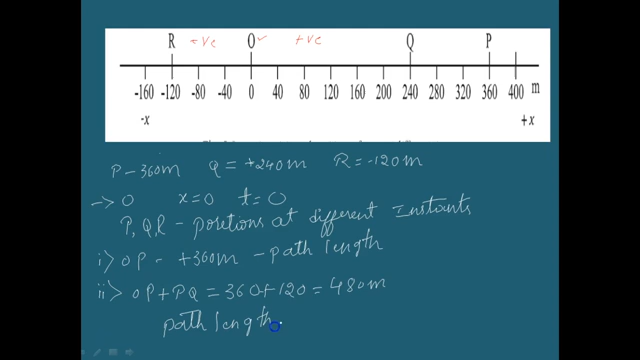 R +ve O +ve Q P
-160 -120 -80 -40 0 40 80 120 160 200 240 280 320 360 400 m
-x +x
P - 360m Q = +240m R = -120m
→ O x=0 t=0
P, Q, R - positions at different instants
i> OP - +360m - path length
ii> OP + PQ = 360 + 120 = 480m
path length.